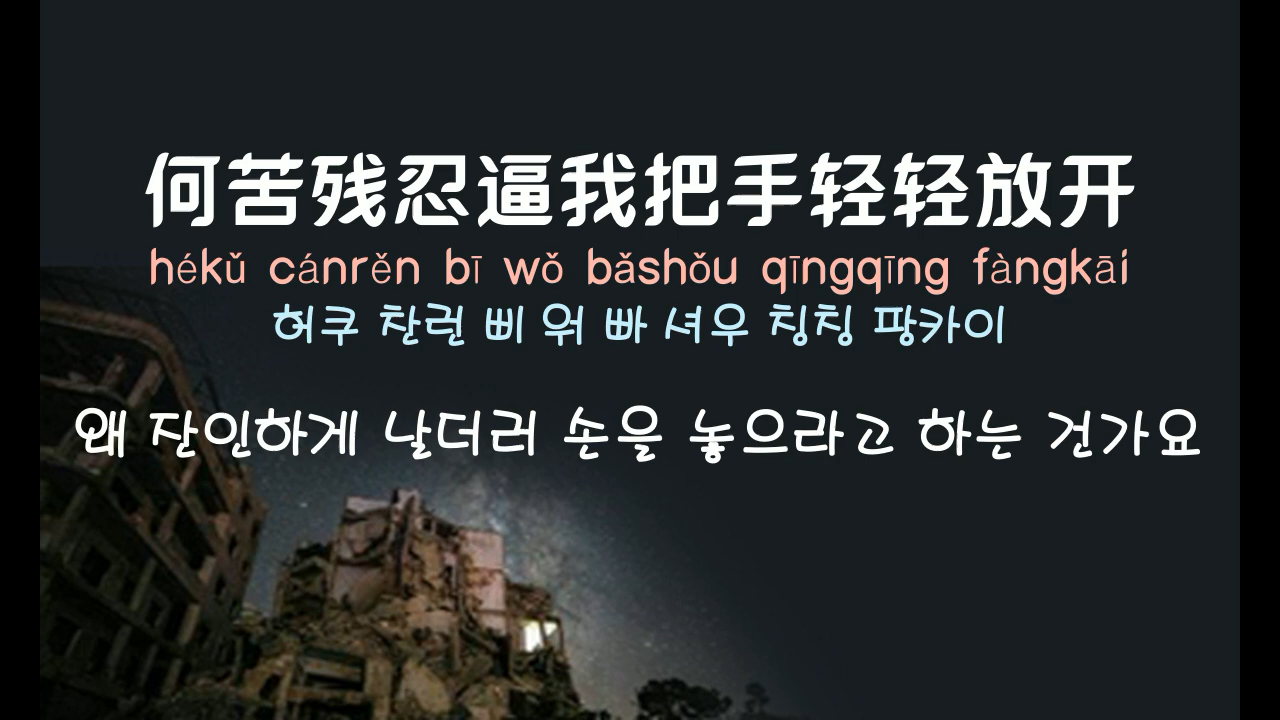 何苦残忍逼我把手轻轻放开
hékǔ cánrěn bī wǒ bǎshǒu qīngqīng fàngkāi
허쿠 찬런 삐 워 빠 셔우 칭칭 팡카이
왜 잔인하게 날더러 손을 놓으라고 하는 건가요